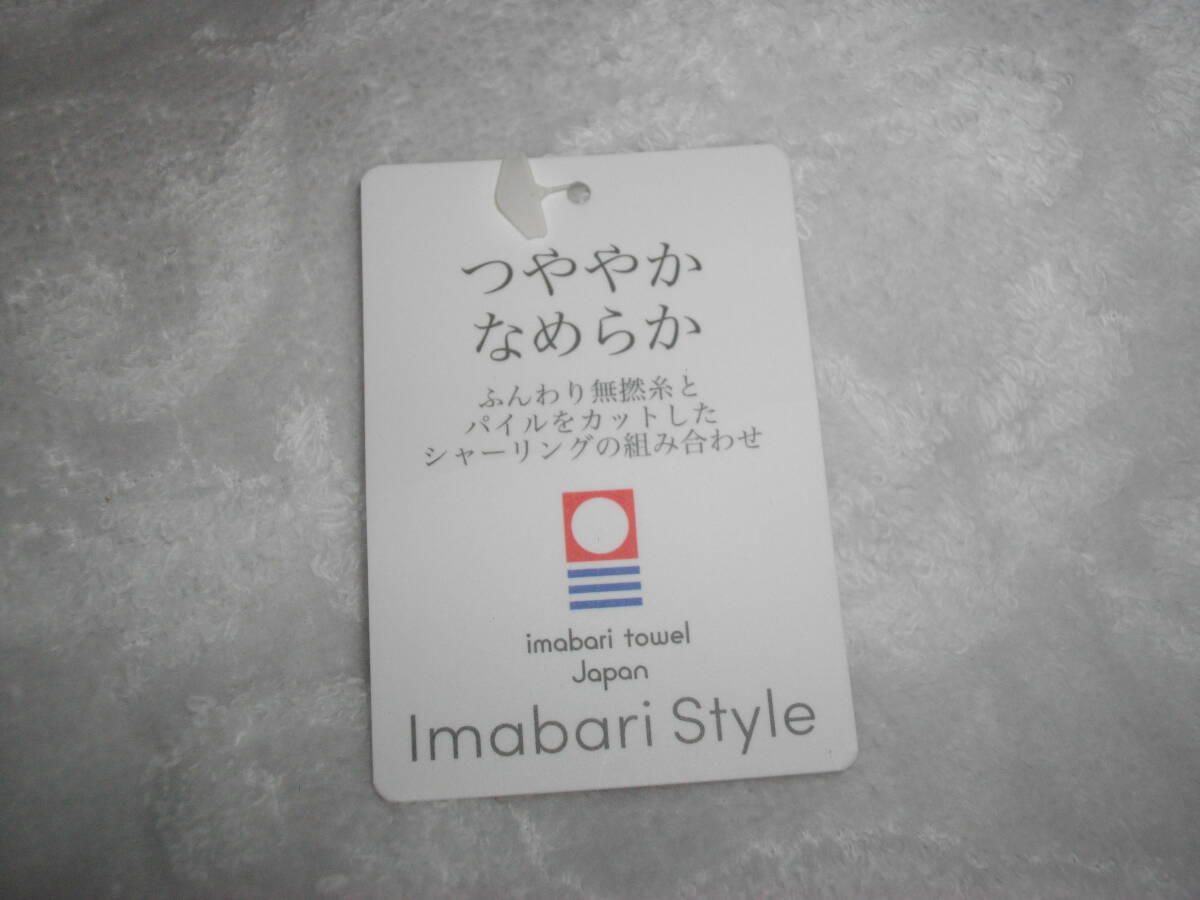 つややか
なめらか
ふんわり無撚糸と
パイルをカットした
シャーリングの組み合わせ
imabari towel
Japan
Imabari Style